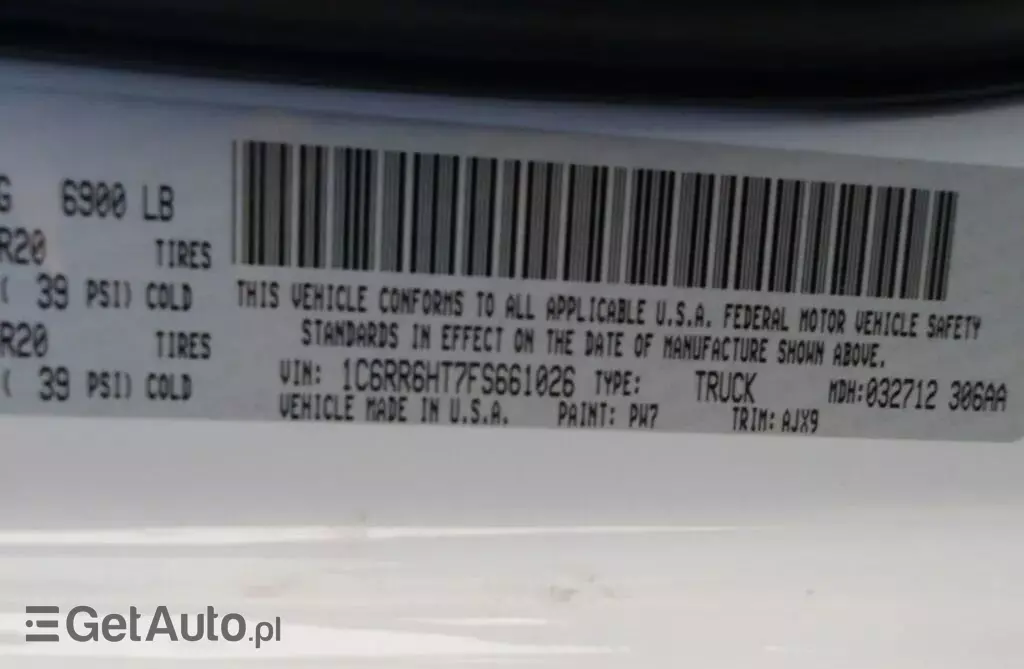 G 6900 LB
R20 TIRES
( 39 PSI) COLD
R20 TIRES
( 39 PSI) COLD
THIS VEHICLE CONFORMS TO ALL APPLICABLE U.S.A. FEDERAL MOTOR VEHICLE SAFETY
STANDARDS IN EFFECT ON THE DATE OF MANUFACTURE SHOWN ABOVE.
VIN: 1C6RR6HT7FS661026 TYPE: TRUCK MDH:032712 306AA
VEHICLE MADE IN U.S.A. PAINT: PW7 TRIM: AJX9
GetAuto.pl